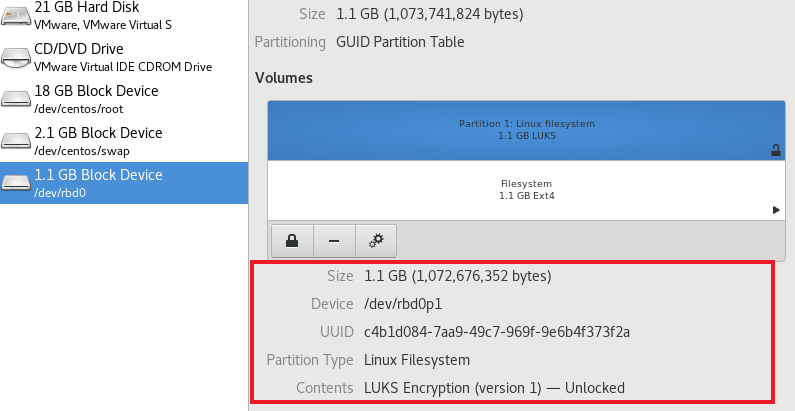 21 GB Hard Disk
VMware, VMware Virtual S
CD/DVD Drive
VMware Virtual IDE CDROM Drive
18 GB Block Device
/dev/centos/root
2.1 GB Block Device
/dev/centos/swap
1.1 GB Block Device
/dev/rbd0
Size 1.1 GB (1,073,741,824 bytes)
Partitioning GUID Partition Table
Volumes
Partition 1: Linux filesystem
1.1 GB LUKS
Filesystem
1.1 GB Ext4
Size 1.1 GB (1,072,676,352 bytes)
Device /dev/rbd0p1
UUID c4b1d084-7aa9-49c7-969f-9e6b4f373f2a
Partition Type Linux Filesystem
Contents LUKS Encryption (version 1) — Unlocked